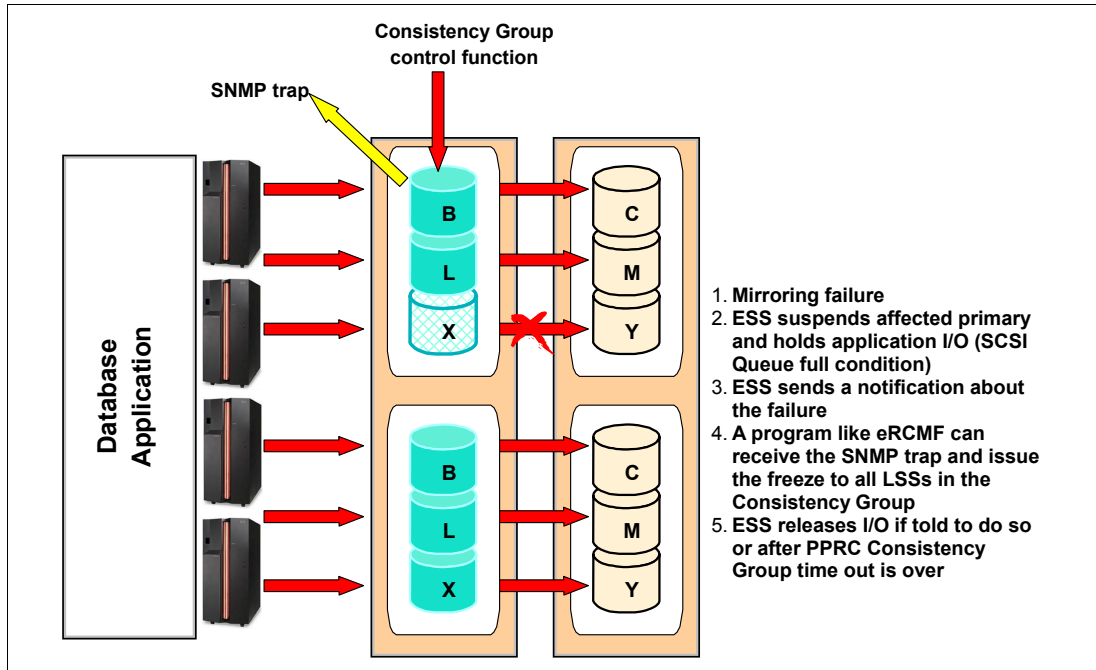 Consistency Group
control function
SNMP trap
Database
Application
B
L
X
C
M
Y
B
L
X
C
M
Y
1. Mirroring failure
2. ESS suspends affected primary
and holds application I/O (SCSI
Queue full condition)
3. ESS sends a notification about
the failure
4. A program like eRCMF can
receive the SNMP trap and issue
the freeze to all LSSs in the
Consistency Group
5. ESS releases I/O if told to do so
or after PPRC Consistency
Group time out is over